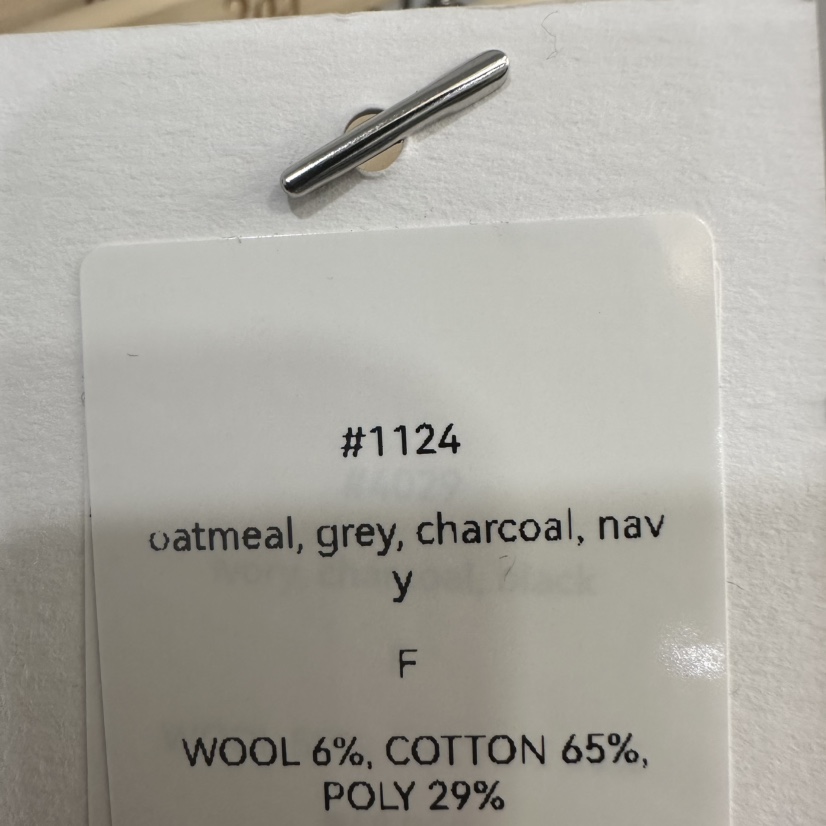 #1124
oatmeal, grey, charcoal, nav
y
F
WOOL 6%, COTTON 65%,
POLY 29%